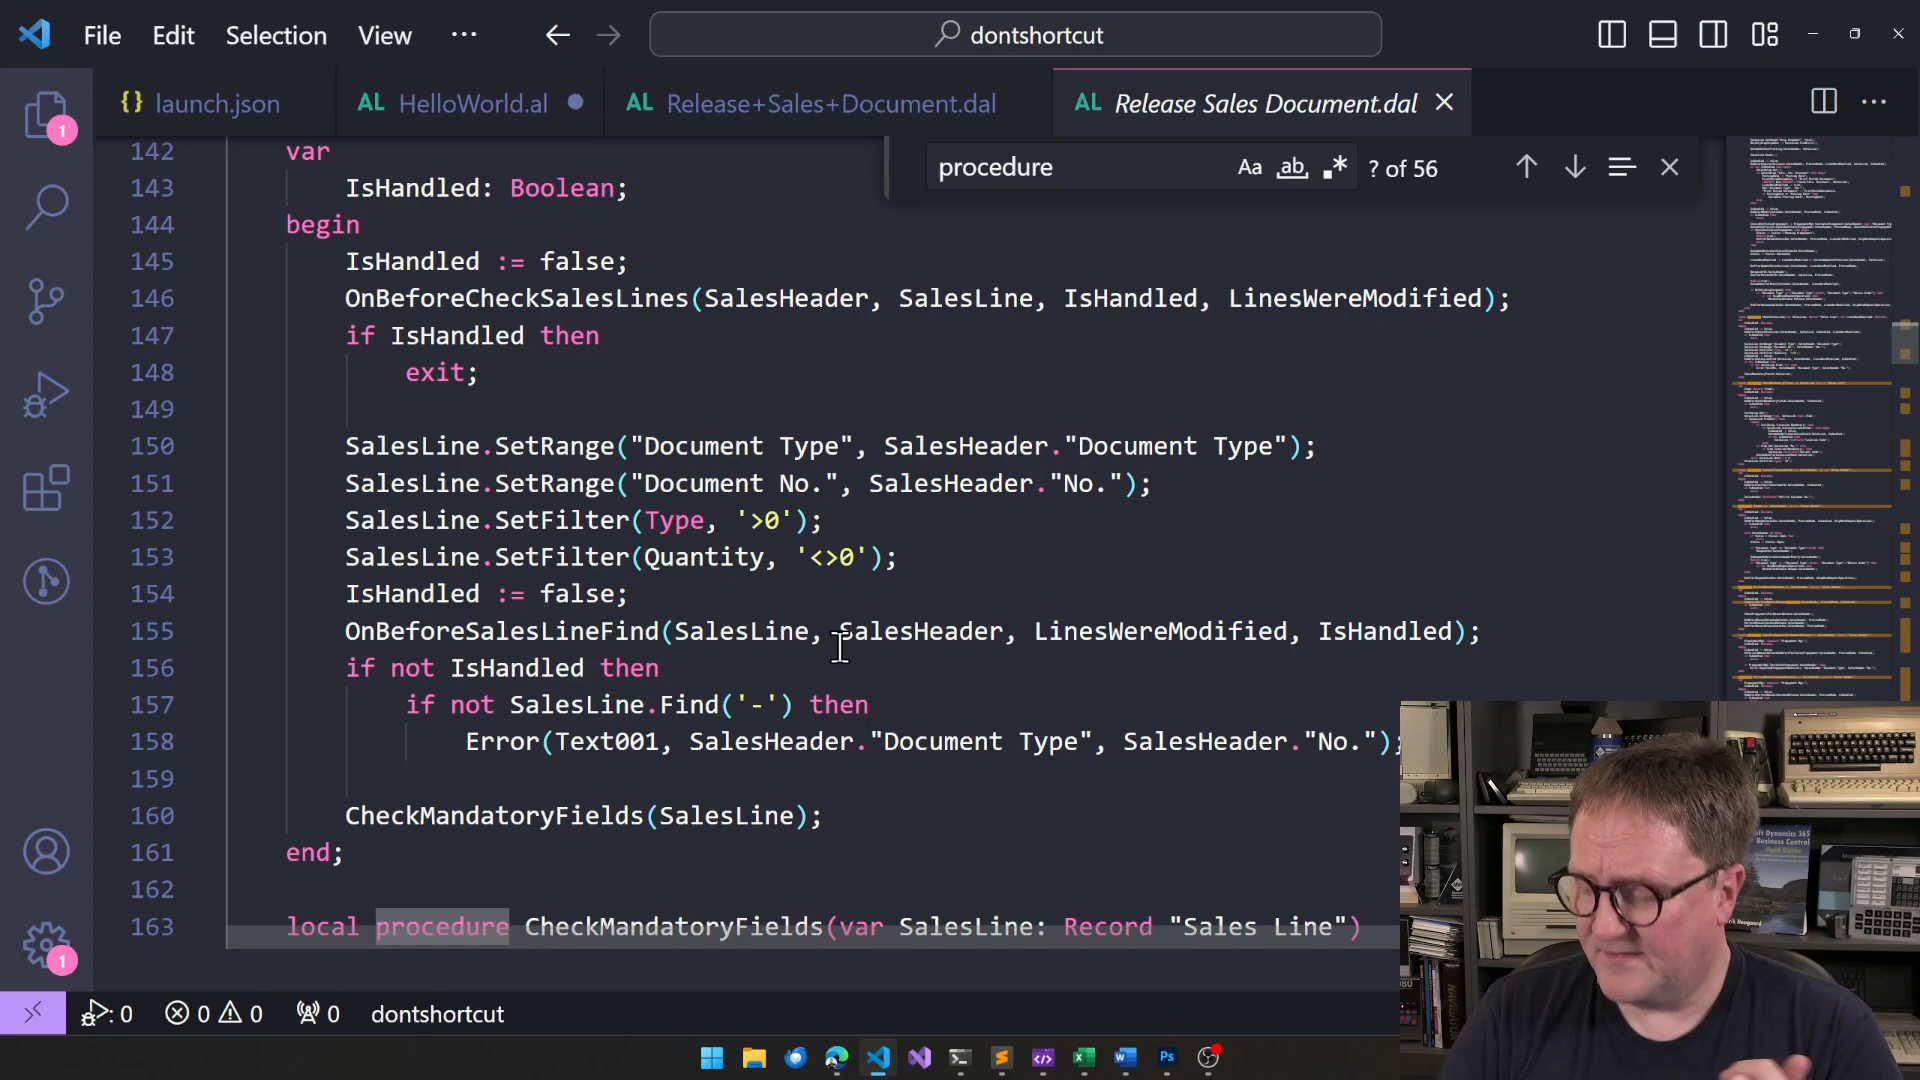 File Edit Selection View ··· dontshortcut
launch.json HelloWorld.al Release+Sales+Document.dal Release Sales Document.dal
procedure Aa ab ? of 56
142 var
143 IsHandled: Boolean;
144 begin
145 IsHandled := false;
146 OnBeforeCheckSalesLines(SalesHeader, SalesLine, IsHandled, LinesWereModified);
147 if IsHandled then
148 exit;
149
150 SalesLine.SetRange("Document Type", SalesHeader."Document Type");
151 SalesLine.SetRange("Document No.", SalesHeader."No.");
152 SalesLine.SetFilter(Type, '>0');
153 SalesLine.SetFilter(Quantity, '<>0');
154 IsHandled := false;
155 OnBeforeSalesLineFind(SalesLine, SalesHeader, LinesWereModified, IsHandled);
156 if not IsHandled then
157 if not SalesLine.Find('-') then
158 Error(Text001, SalesHeader."Document Type", SalesHeader."No.");
159
160 CheckMandatoryFields(SalesLine);
161 end;
162
163 local procedure CheckMandatoryFields(var SalesLine: Record "Sales Line")
1
1
0 0 0 0 dontshortcut